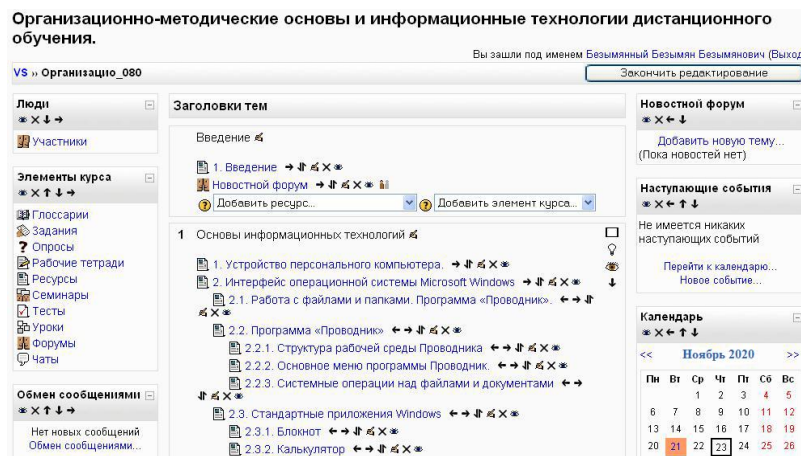 Организационно-методические основы и информационные технологии дистанционного
обучения.
Вы зашли под именем Безымянный Безымян Безымянович (Выход
VS » Организацио_080
Закончить редактирование
Люди
Участники
Элементы курса
Глоссарии
Задания
Опросы
Рабочие тетради
Ресурсы
Семинары
Тесты
Уроки
Форумы
Чаты
Обмен сообщениями
Нет новых сообщений
Обмен сообщениями...
Заголовки тем
Введение
1. Введение
Новостной форум
Добавить ресурс...
Добавить элемент курса...
1 Основы информационных технологий
1. Устройство персонального компьютера.
2. Интерфейс операционной системы Microsoft Windows
2.1. Работа с файлами и папками. Программа «Проводник».
2.2. Программа «Проводник»
2.2.1. Структура рабочей среды Проводника
2.2.2. Основное меню программы Проводник.
2.2.3. Системные операции над файлами и документами
2.3. Стандартные приложения Windows
2.3.1. Блокнот
2.3.2. Калькулятор
Новостной форум
Добавить новую тему...
(Пока новостей нет)
Наступающие события
Не имеется никаких
наступающих событий
Перейти к календарю...
Новое событие...
Календарь
<< Ноябрь 2020 >>
Пн Вт Ср Чт Пт Сб Вс
1 2 3 4 5
6 7 8 9 10 11 12
13 14 15 16 17 18 19
20 21 22 23 24 25 26